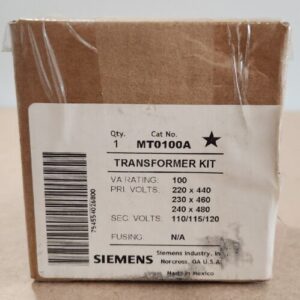 Qty. Cat No.
1 MT0100A
TRANSFORMER KIT
VA RATING: 100
PRI. VOLTS: 220 x 440
230 x 460
240 x 480
SEC. VOLTS: 110/115/120
FUSING: N/A
SIEMENS Siemens Industry, Inc.
Norcross, GA U.S.A.
Made in Mexico